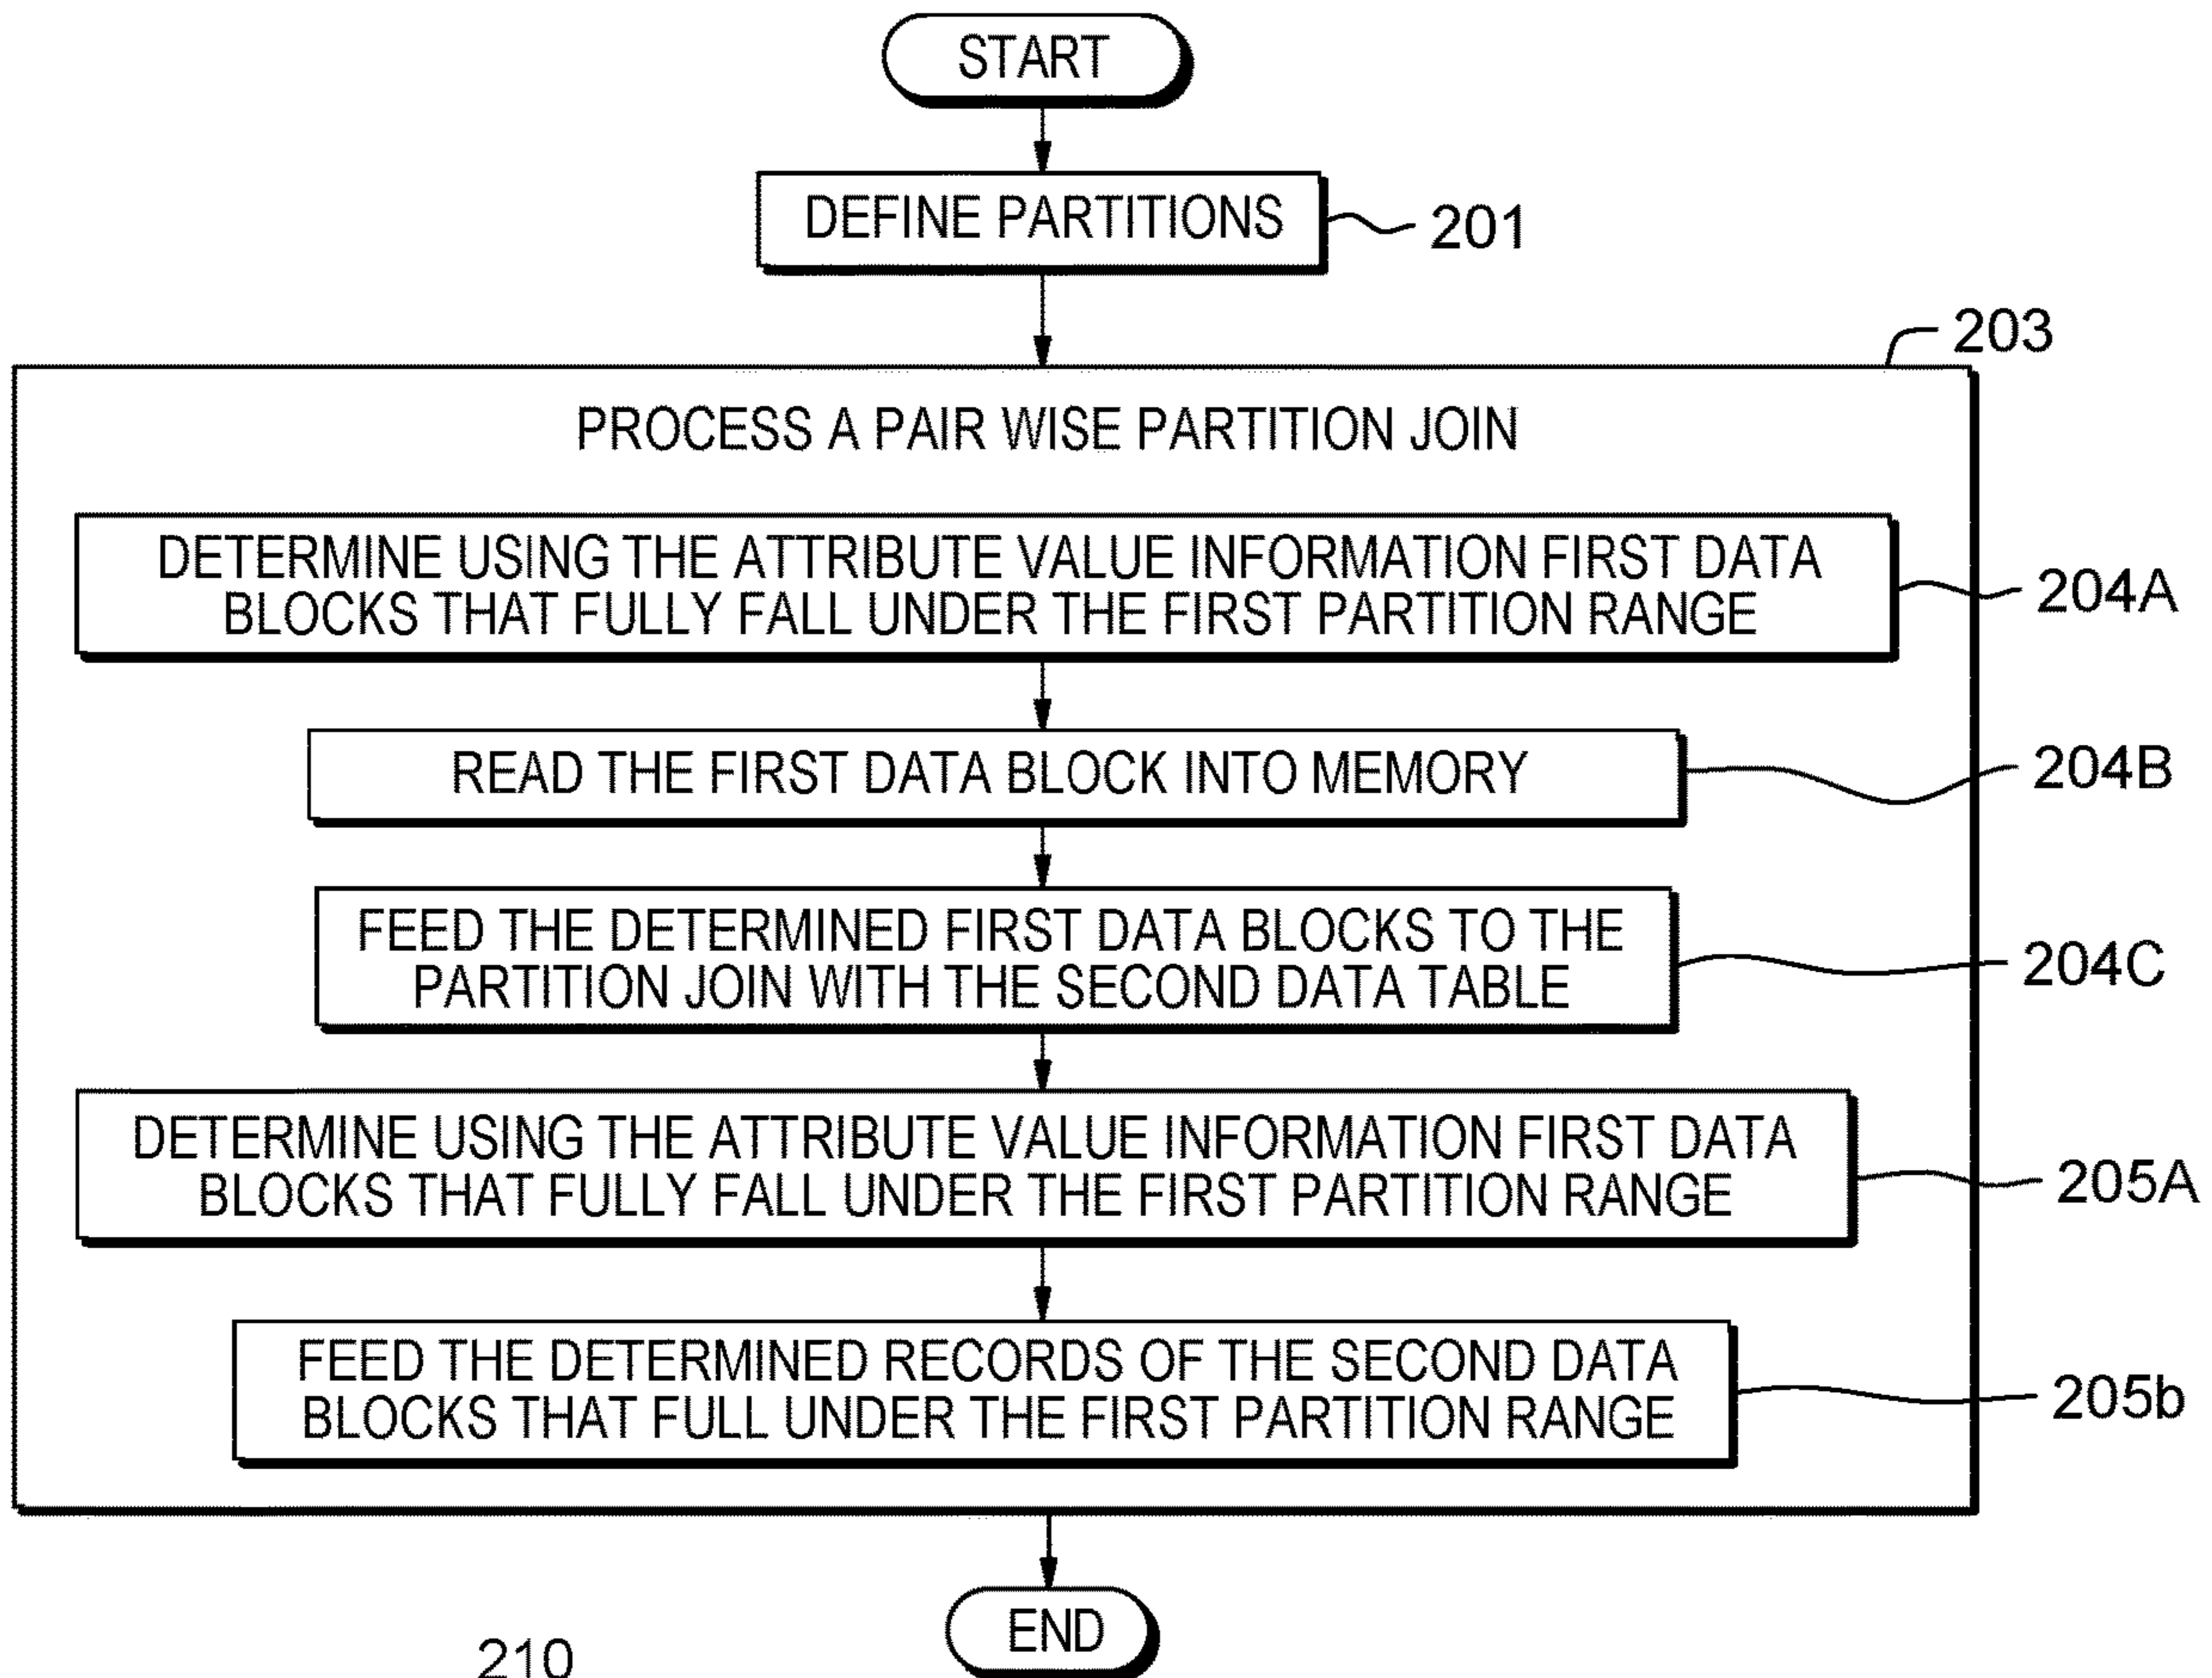 START
DEFINE PARTITIONS
201
203
PROCESS A PAIR WISE PARTITION JOIN
DETERMINE USING THE ATTRIBUTE VALUE INFORMATION FIRST DATA
BLOCKS THAT FULLY FALL UNDER THE FIRST PARTITION RANGE
204A
READ THE FIRST DATA BLOCK INTO MEMORY
204B
FEED THE DETERMINED FIRST DATA BLOCKS TO THE
PARTITION JOIN WITH THE SECOND DATA TABLE
204C
DETERMINE USING THE ATTRIBUTE VALUE INFORMATION FIRST DATA
BLOCKS THAT FULLY FALL UNDER THE FIRST PARTITION RANGE
205A
FEED THE DETERMINED RECORDS OF THE SECOND DATA
BLOCKS THAT FULL UNDER THE FIRST PARTITION RANGE
205b
END
210